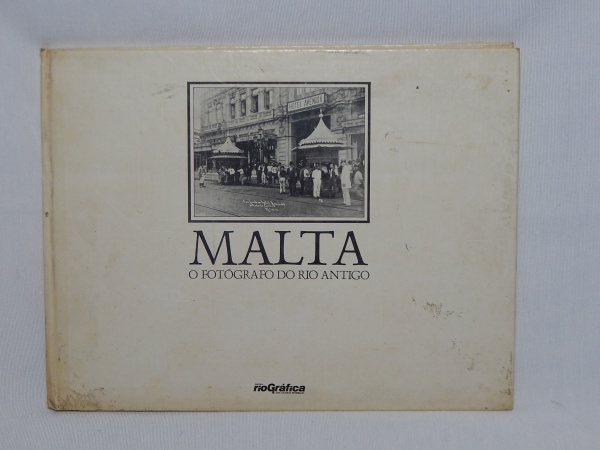 HOTEL AVENIDA
MALTA
O FOTÓGRAFO DO RIO ANTIGO
rioGráfica